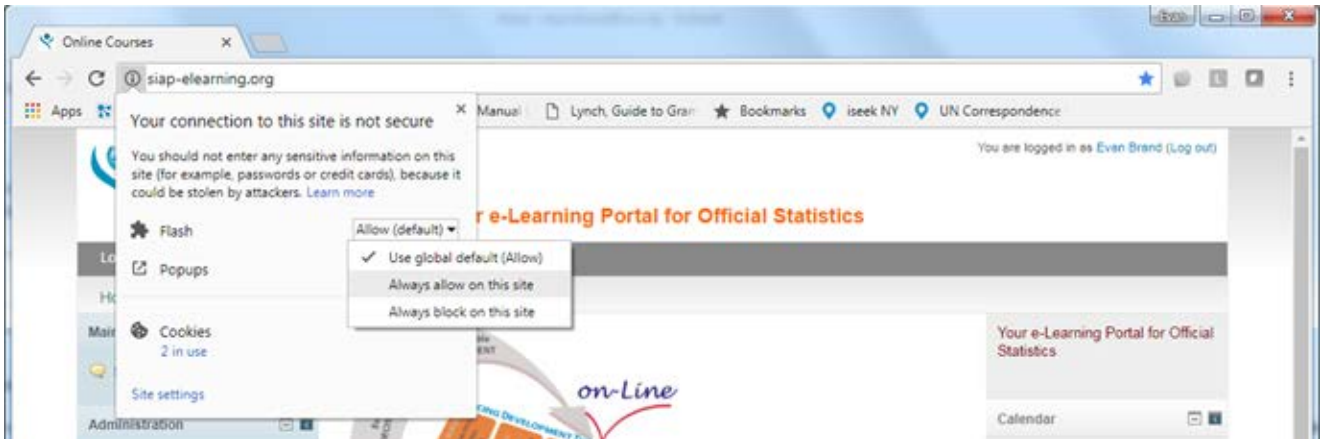 Evan
Online Courses
siap-elearning.org
Apps
Manual
Lynch, Guide to Gran
Bookmarks
iseek NY
UN Correspondence
Your connection to this site is not secure
You should not enter any sensitive information on this
site (for example, passwords or credit cards), because it
could be stolen by attackers. Learn more
Flash
Allow (default)
Use global default (Allow)
Always allow on this site
Always block on this site
Popups
Cookies
2 in use
Site settings
You are logged in as Evan Brand (Log out)
r e-Learning Portal for Official Statistics
Lo
Ho
Main
Administration
on-Line
Your e-Learning Portal for Official
Statistics
Calendar